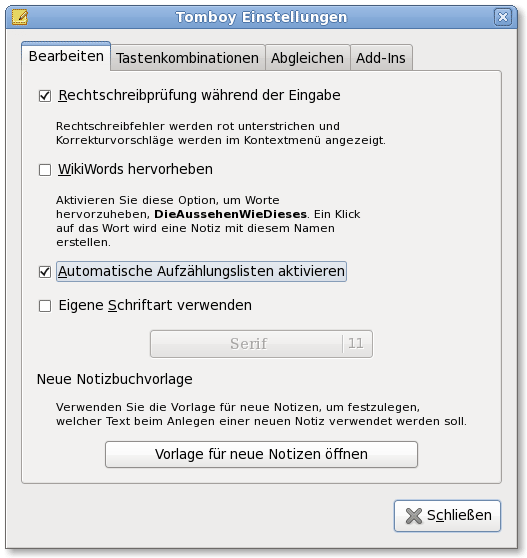 Tomboy Einstellungen
Bearbeiten Tastenkombinationen Abgleichen Add-Ins
Rechtschreibprüfung während der Eingabe
Rechtschreibfehler werden rot unterstrichen und
Korrekturvorschläge werden im Kontextmenü angezeigt.
WikiWords hervorheben
Aktivieren Sie diese Option, um Worte
hervorzuheben, DieAussehenWieDieses. Ein Klick
auf das Wort wird eine Notiz mit diesem Namen
erstellen.
Automatische Aufzählungslisten aktivieren
Eigene Schriftart verwenden
Serif 11
Neue Notizbuchvorlage
Verwenden Sie die Vorlage für neue Notizen, um festzulegen,
welcher Text beim Anlegen einer neuen Notiz verwendet werden soll.
Vorlage für neue Notizen öffnen
Schließen